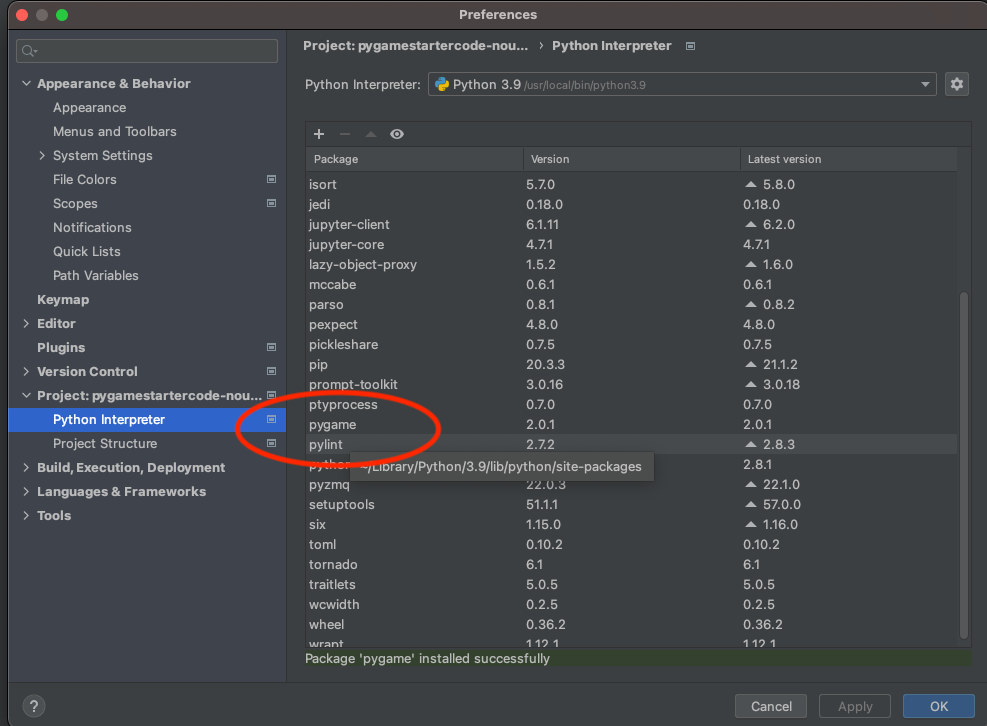 Preferences
Project: pygamestartercode-nou... › Python Interpreter
Python Interpreter: Python 3.9 /usr/local/bin/python3.9
Appearance & Behavior
Appearance
Menus and Toolbars
System Settings
File Colors
Scopes
Notifications
Quick Lists
Path Variables
Keymap
Editor
Plugins
Version Control
Project: pygamestartercode-nou...
Python Interpreter
Project Structure
Build, Execution, Deployment
Languages & Frameworks
Tools
Package Version Latest version
isort 5.7.0 5.8.0
jedi 0.18.0 0.18.0
jupyter-client 6.1.11 6.2.0
jupyter-core 4.7.1 4.7.1
lazy-object-proxy 1.5.2 1.6.0
mccabe 0.6.1 0.6.1
parso 0.8.1 0.8.2
pexpect 4.8.0 4.8.0
pickleshare 0.7.5 0.7.5
pip 20.3.3 21.1.2
prompt-toolkit 3.0.16 3.0.18
ptyprocess 0.7.0 0.7.0
pygame 2.0.1 2.0.1
pylint 2.7.2 2.8.3
2.8.1
~/Library/Python/3.9/lib/python/site-packages
pyzmq 22.0.3 22.1.0
setuptools 51.1.1 57.0.0
six 1.15.0 1.16.0
toml 0.10.2 0.10.2
tornado 6.1 6.1
traitlets 5.0.5 5.0.5
wcwidth 0.2.5 0.2.5
wheel 0.36.2 0.36.2
wrapt 1.12.1 1.12.1
Package 'pygame' installed successfully
?
Cancel Apply OK